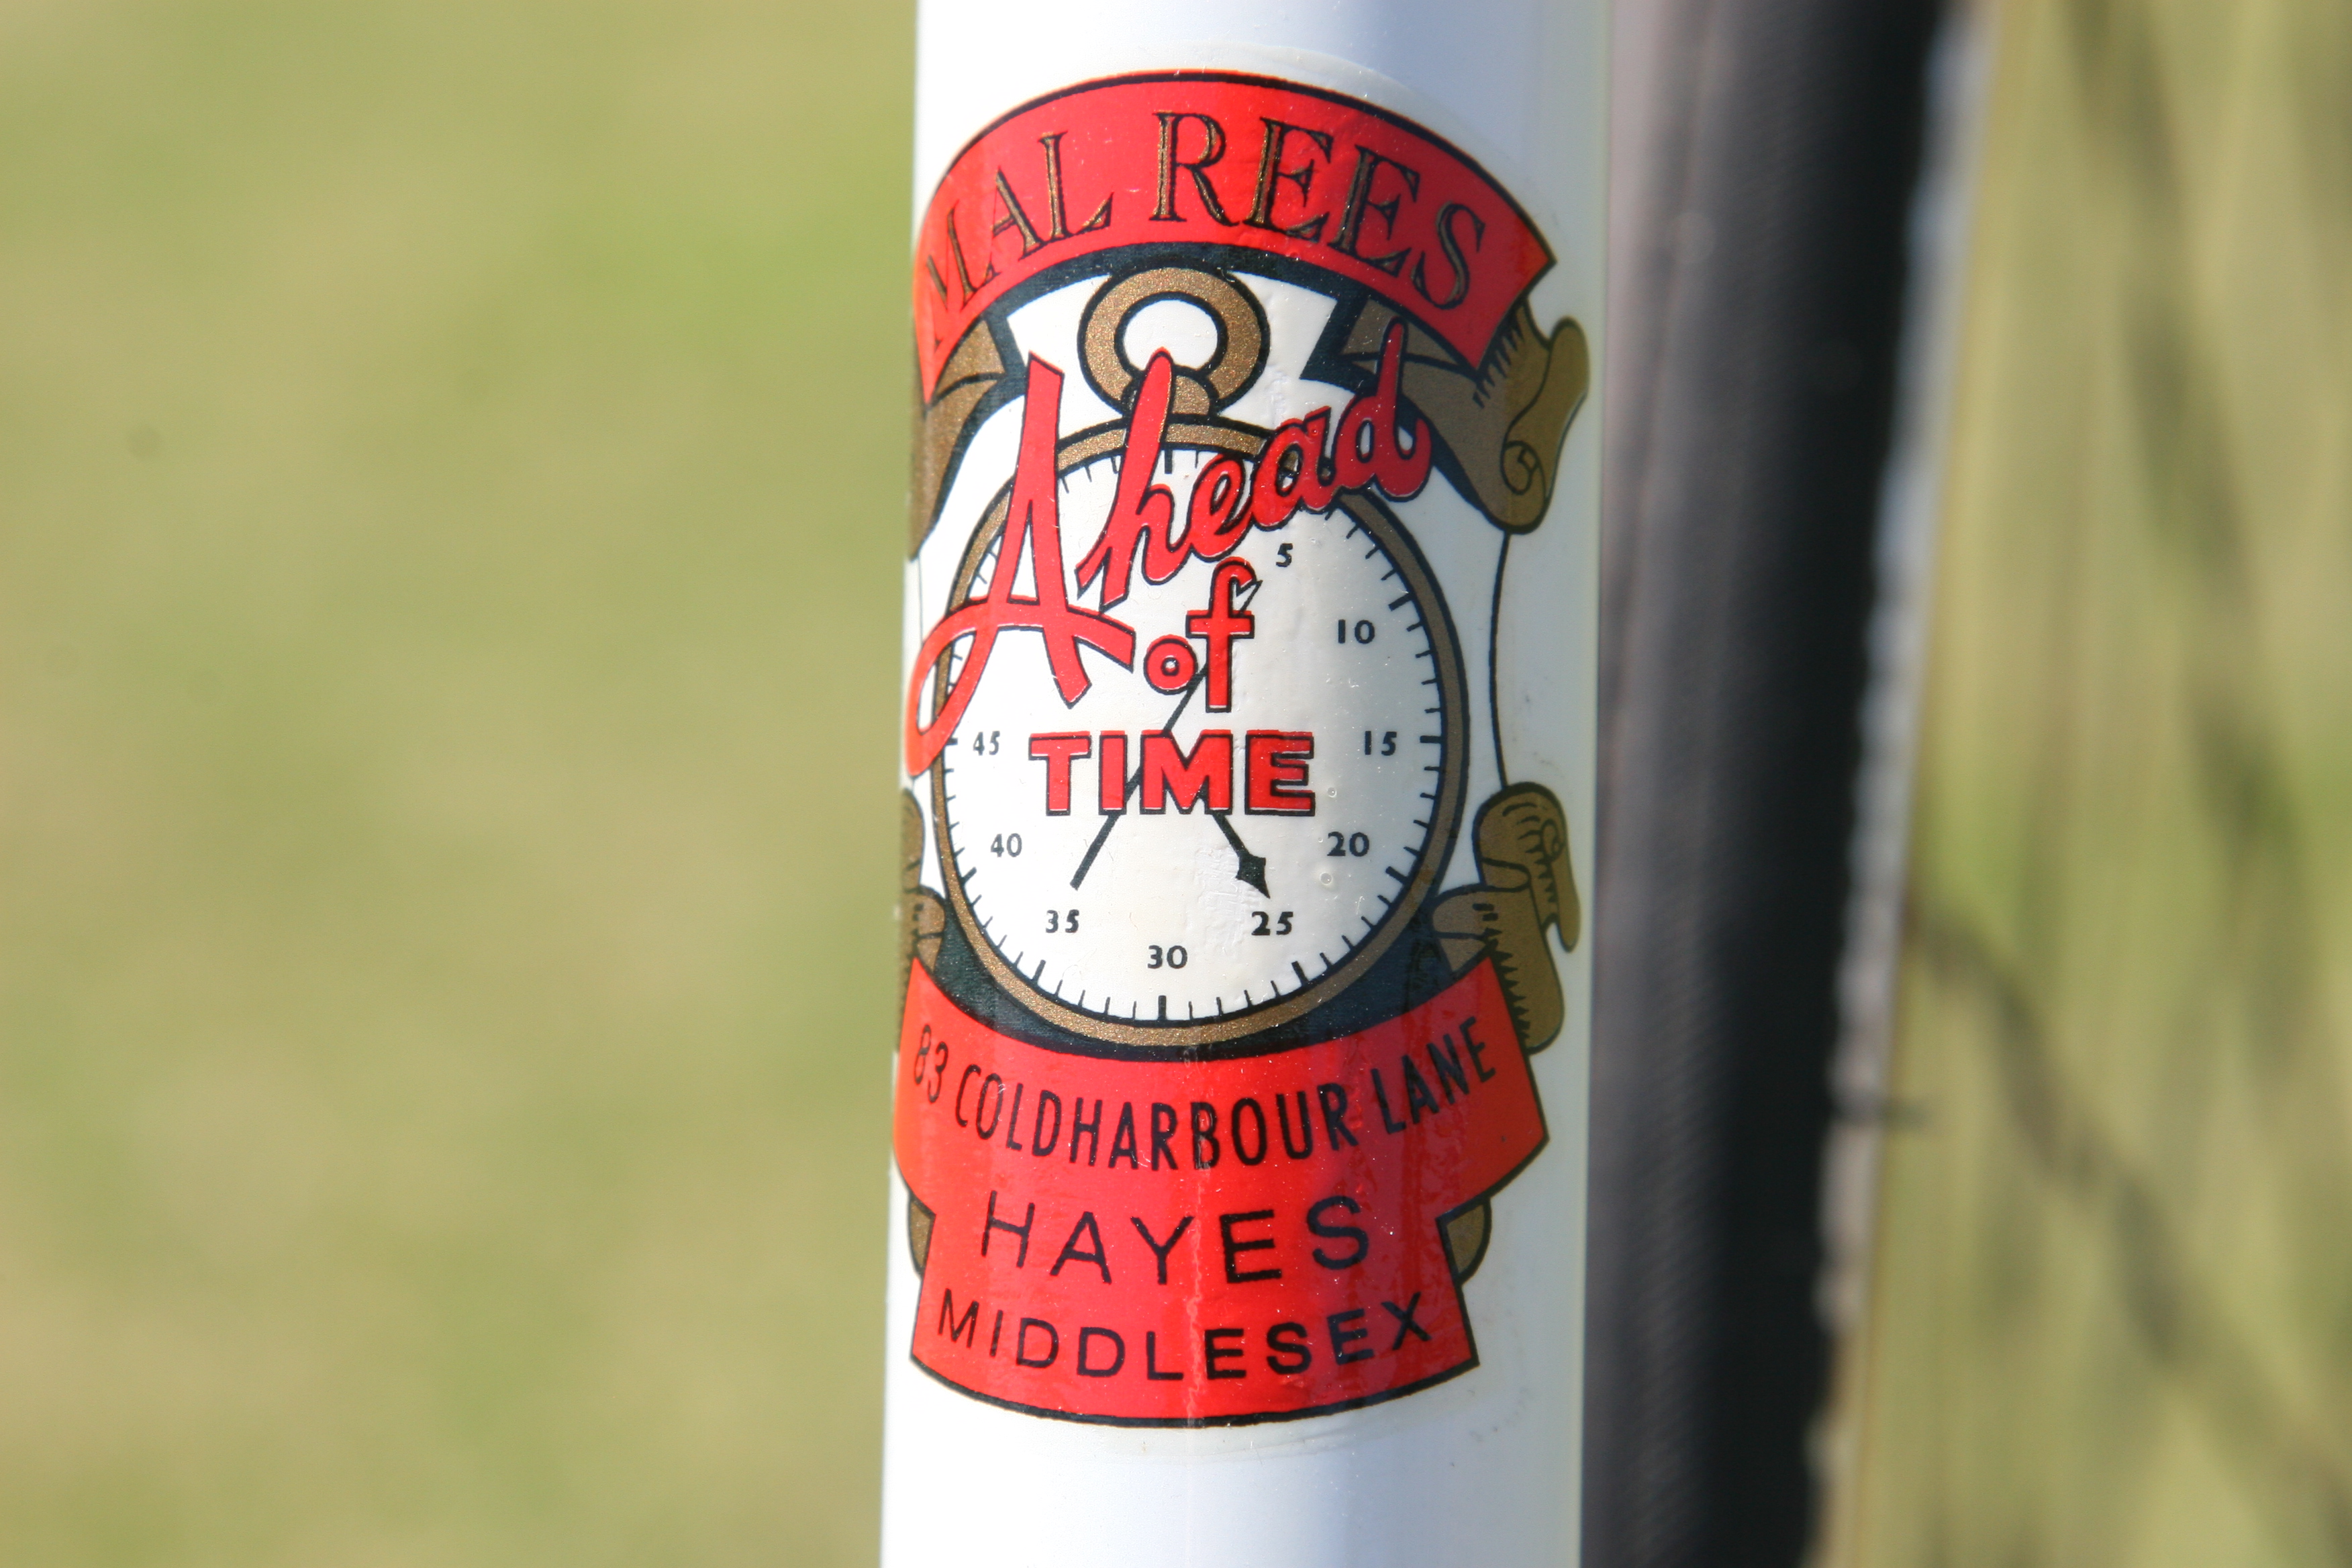 MAL REES
Ahead
of
TIME
5
10
45 15
40 20
35 25
30
83 COLDHARBOUR LANE
HAYES
MIDDLESEX